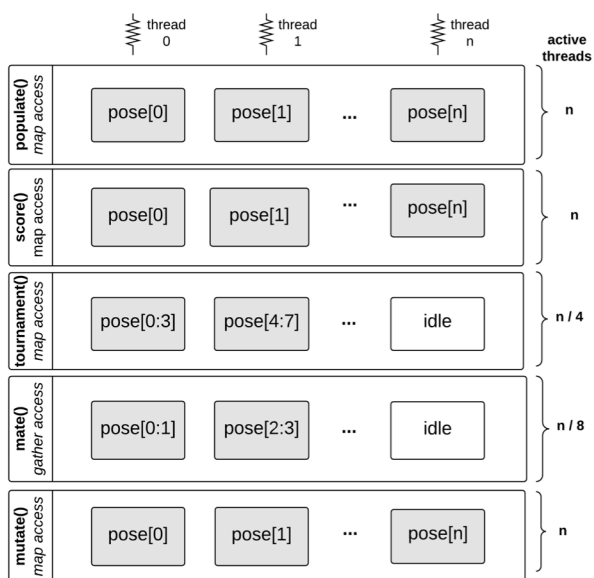 thread
0
thread
1
thread
n
active
threads
populate()
map access
pose[0]
pose[1]
...
pose[n]
n
score()
map access
pose[0]
pose[1]
...
pose[n]
n
tournament()
map access
pose[0:3]
pose[4:7]
...
idle
n / 4
mate()
gather access
pose[0:1]
pose[2:3]
...
idle
n / 8
mutate()
map access
pose[0]
pose[1]
...
pose[n]
n